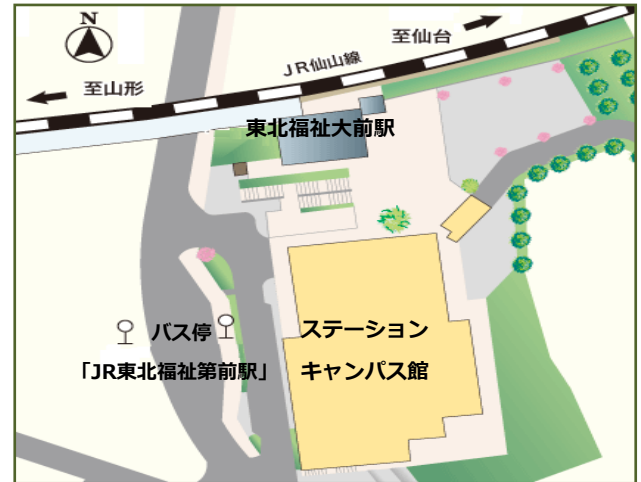 N
至仙台
JR仙山線
至山形
東北福祉大前駅
バス停
ステーション
「JR東北福祉第前駅」
キャンパス館